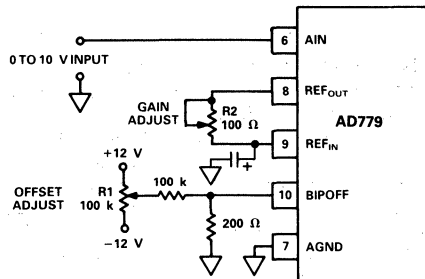 6 AIN
0 TO 10 V INPUT
8 REFOUT
GAIN
ADJUST
R2
100 Ω
AD779
9 REFIN
+
+12 V
OFFSET
ADJUST
R1
100 k
100 k
10 BIPOFF
200 Ω
-12 V
7 AGND